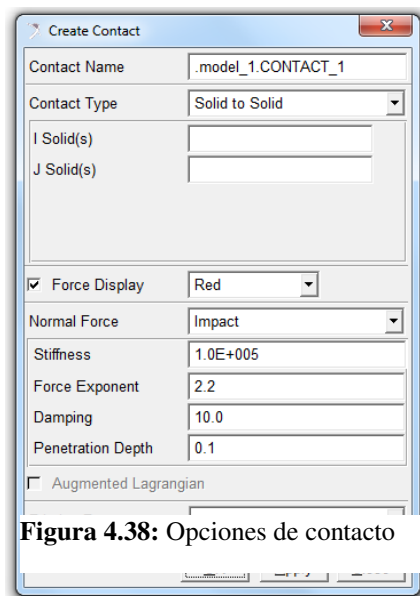 Create Contact
Contact Name .model_1.CONTACT_1
Contact Type Solid to Solid
I Solid(s)
J Solid(s)
Force Display Red
Normal Force Impact
Stiffness 1.0E+005
Force Exponent 2.2
Damping 10.0
Penetration Depth 0.1
Augmented Lagrangian
Figura 4.38: Opciones de contacto